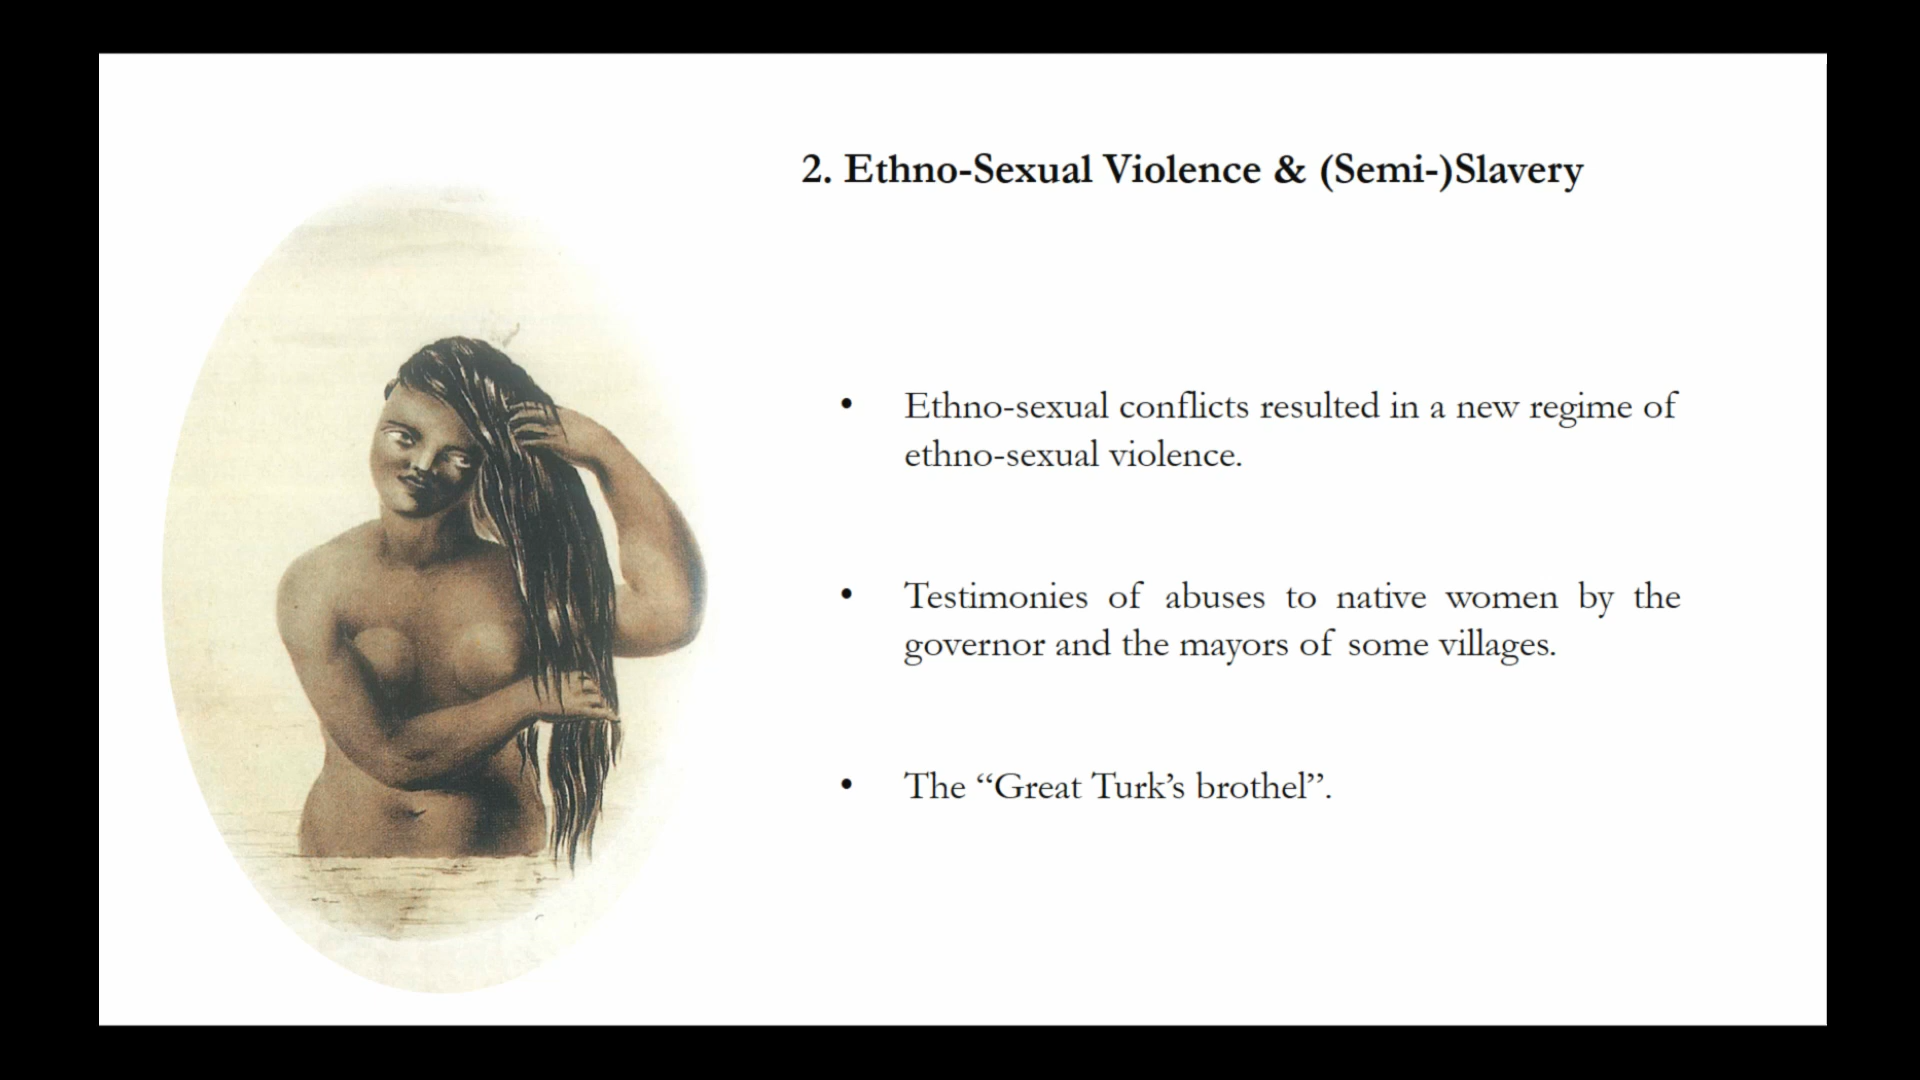 2. Ethno-Sexual Violence & (Semi-)Slavery
• Ethno-sexual conflicts resulted in a new regime of
ethno-sexual violence.
• Testimonies of abuses to native women by the
governor and the mayors of some villages.
• The “Great Turk’s brothel”.